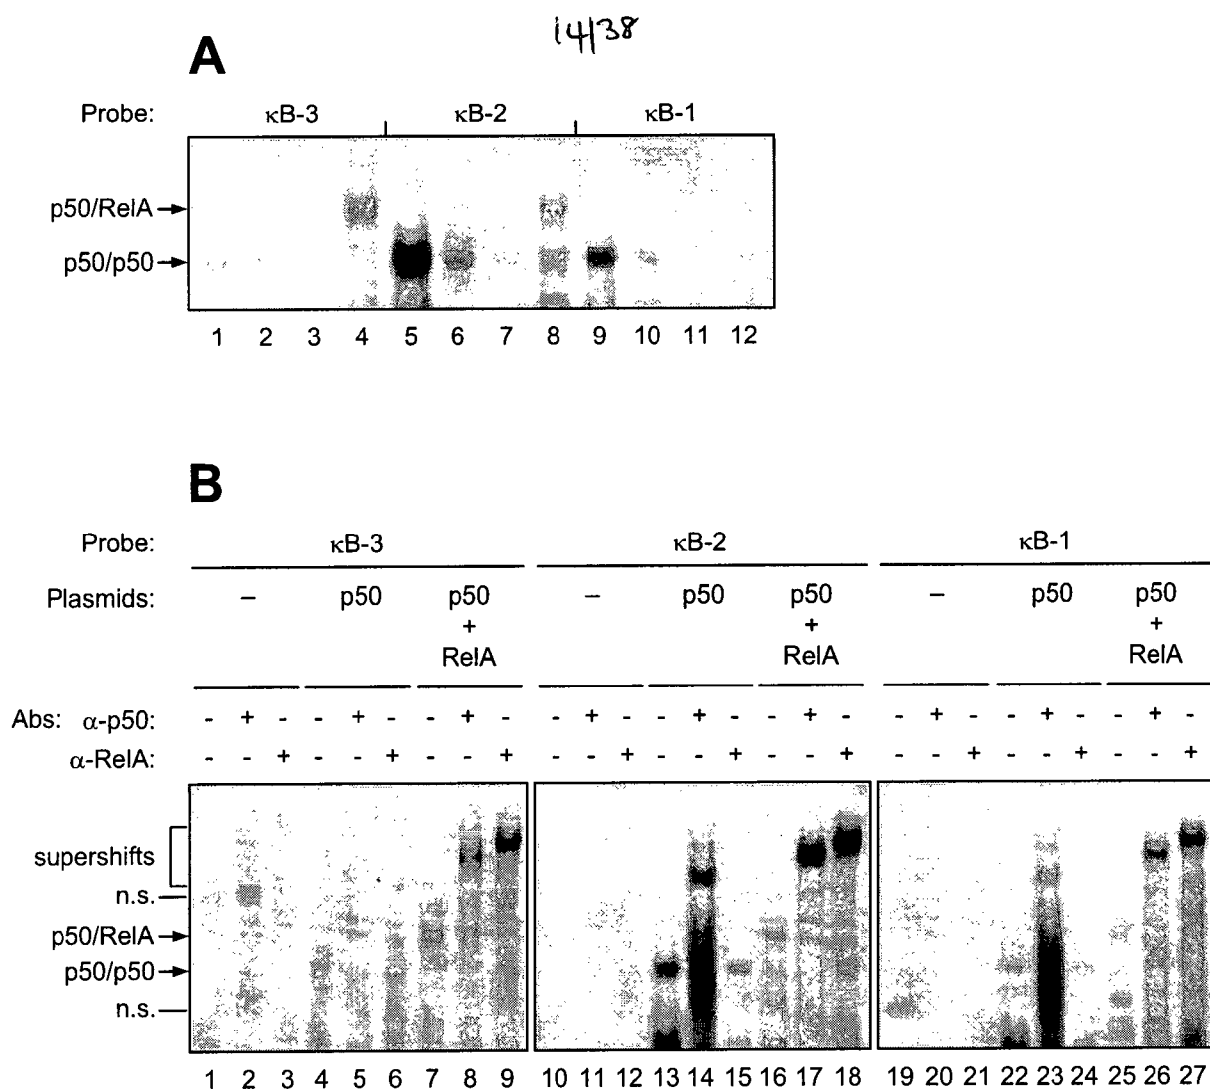 14/38
A
Probe: κB-3 κB-2 κB-1
p50/RelA
p50/p50
1 2 3 4 5 6 7 8 9 10 11 12
B
Probe: κB-3 κB-2 κB-1
Plasmids: – p50 p50 – p50 p50 – p50 p50
+ + +
RelA RelA RelA
Abs: α-p50: - + - - + - - + - - + - - + - - + - - + - - + - - + -
α-RelA: - - + - - + - - + - - + - - + - - + - - + - - + - - +
supershifts
n.s.
p50/RelA
p50/p50
n.s.
1 2 3 4 5 6 7 8 9 10 11 12 13 14 15 16 17 18 19 20 21 22 23 24 25 26 27